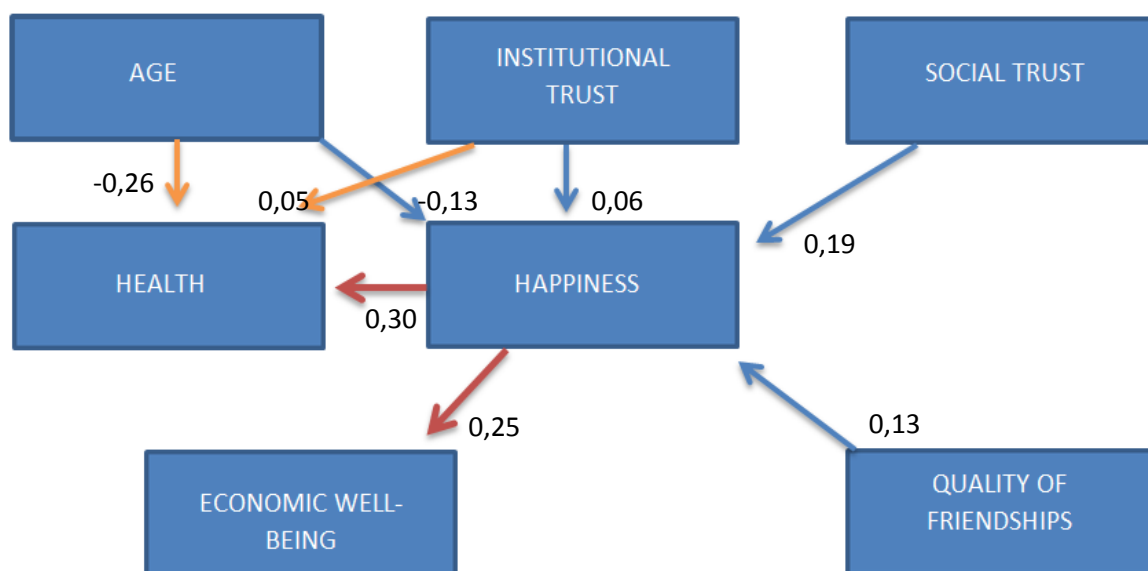 AGE
INSTITUTIONAL
TRUST
SOCIAL TRUST
-0,26
0,05
-0,13
0,06
0,19
HEALTH
HAPPINESS
0,30
0,25
0,13
ECONOMIC WELL-
BEING
QUALITY OF
FRIENDSHIPS